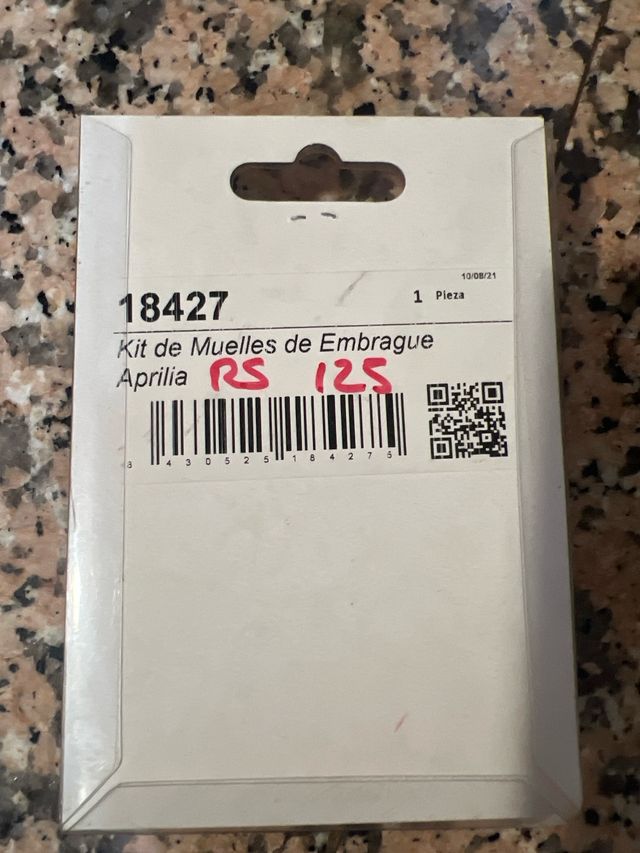 10/08/21
18427 1 Pieza
Kit de Muelles de Embrague
Aprilia RS 125
8 430525 184276